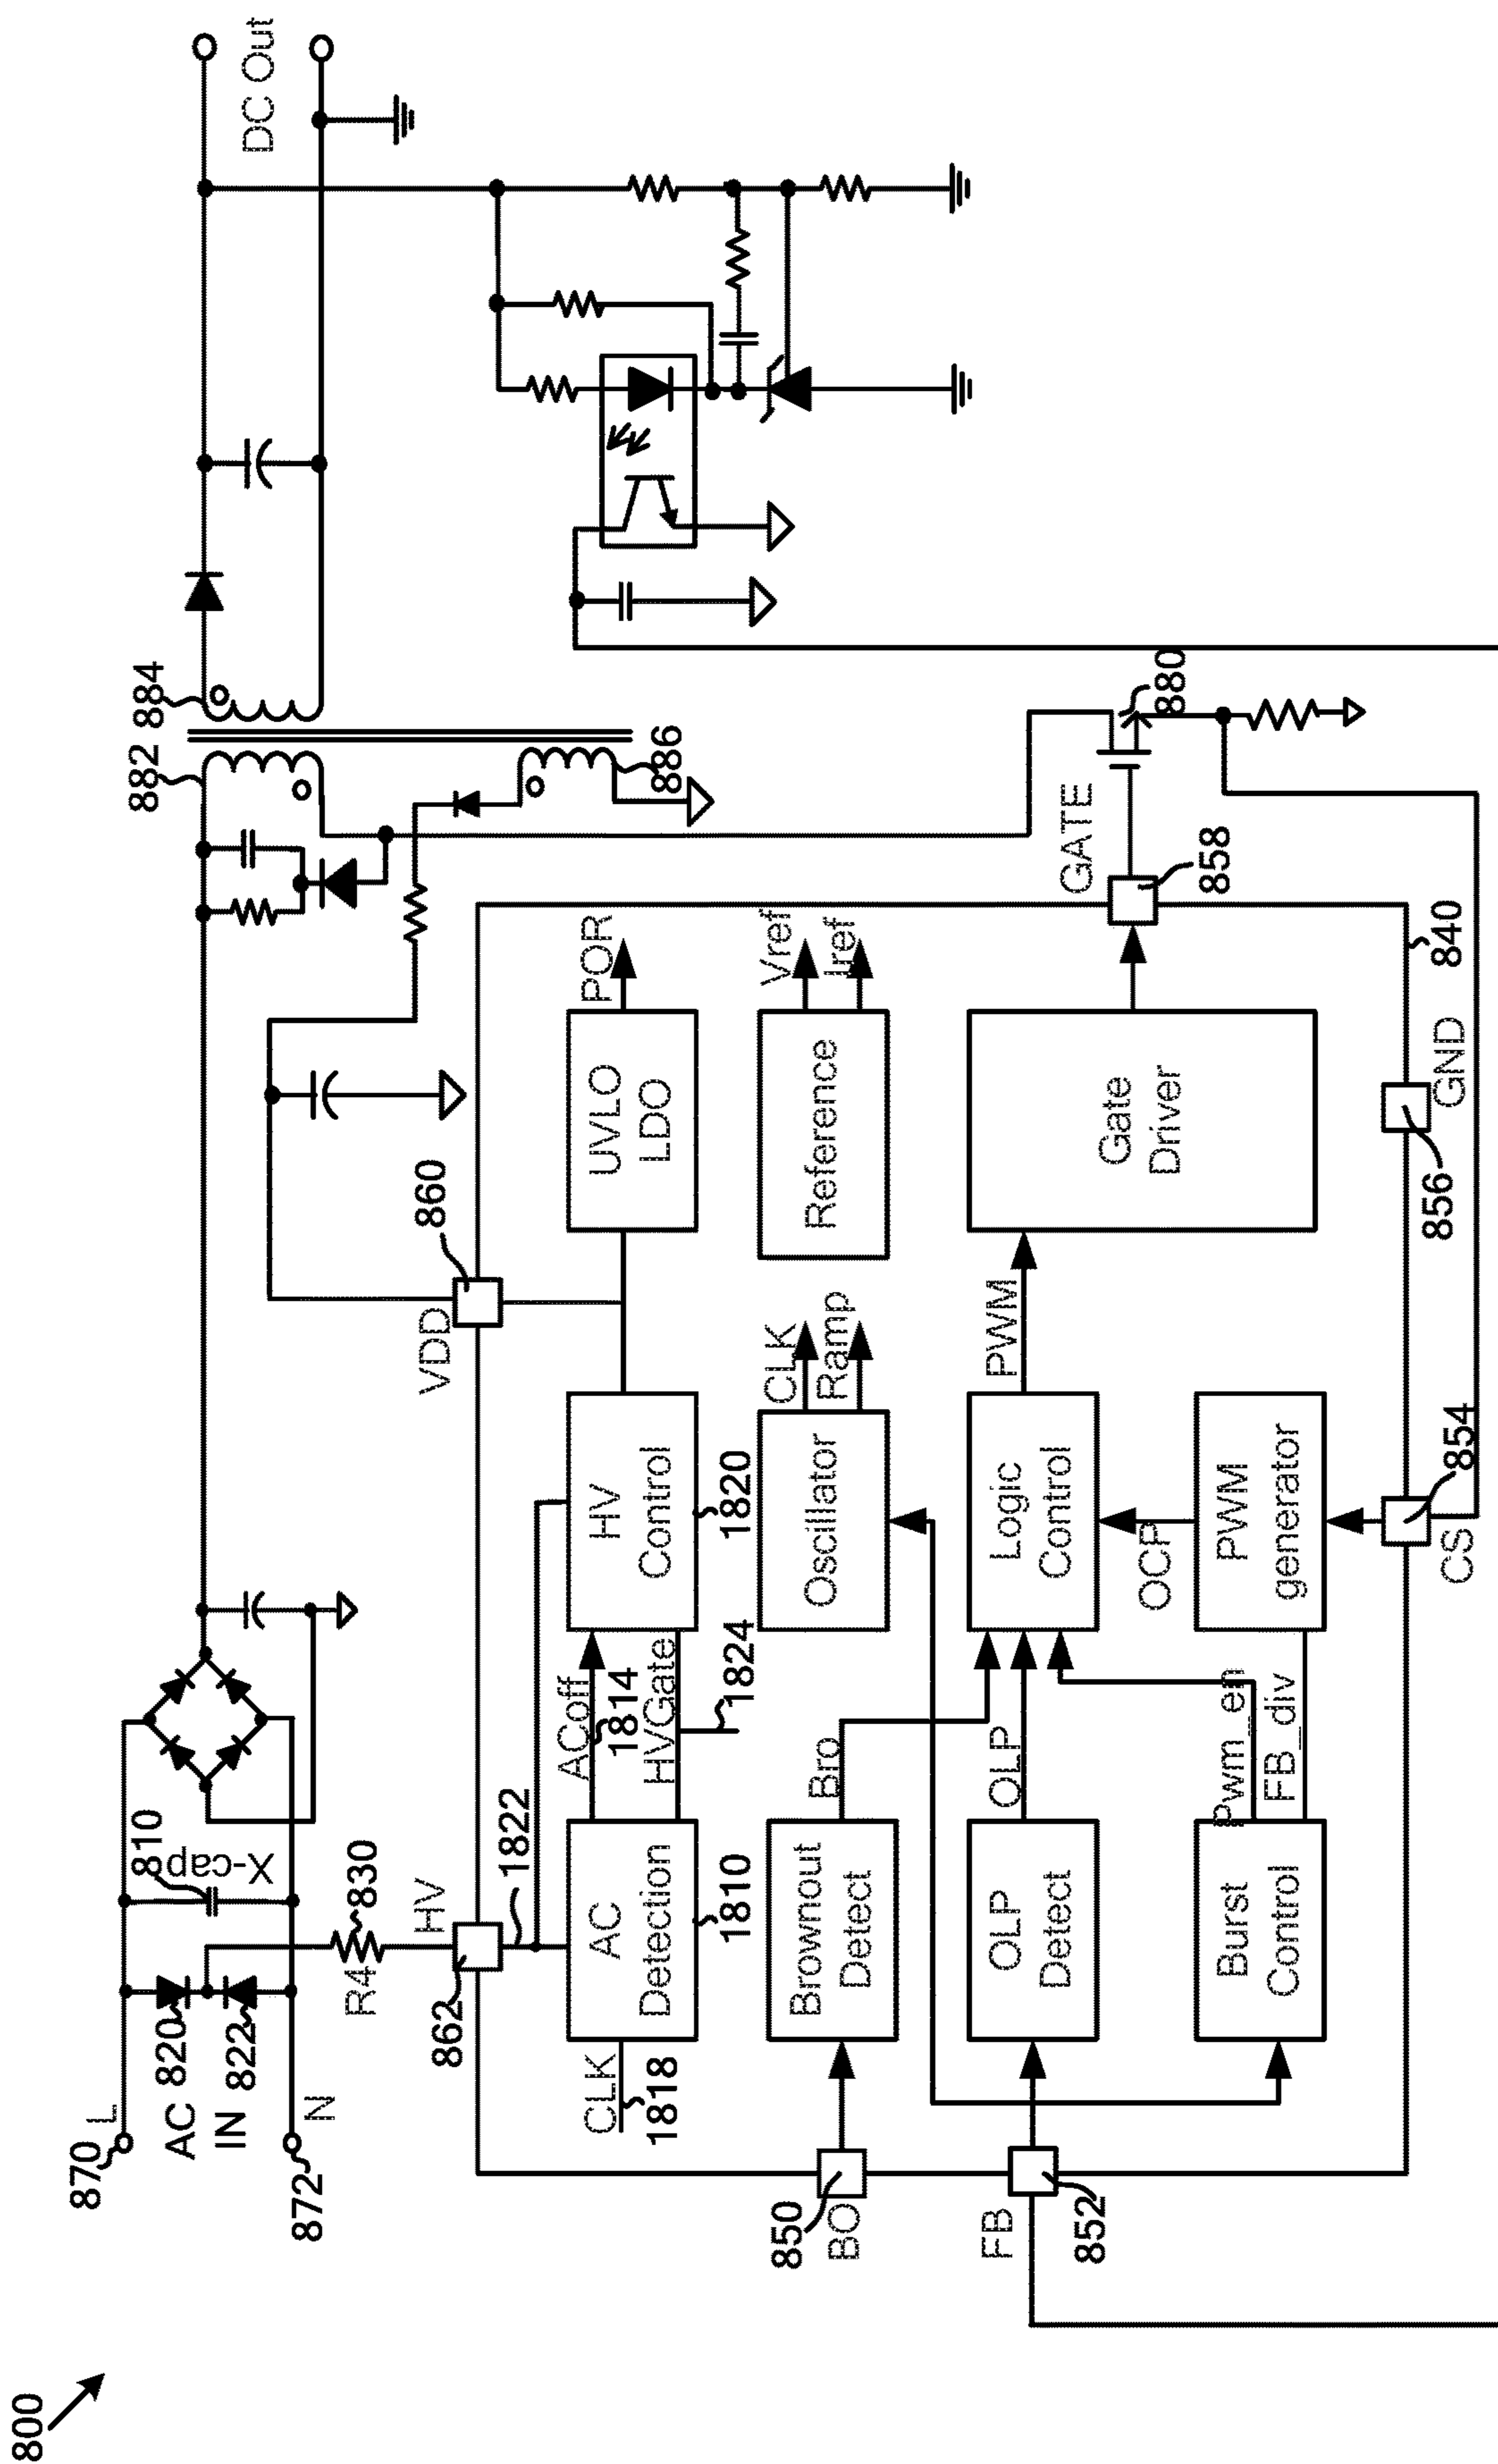 800
870
L
AC
IN
872
N
820
822
810
X-cap
R4
830
HV
862
1822
882
884
886
DC Out
VDD
860
CLK
1818
AC
Detection
1810
ACoff
1814
HVGate
1824
HV
Control
1820
UVLO
LDO
POR
Oscillator
CLK
Ramp
Reference
Vref
Iref
850
BO
Brownout
Detect
Bro
FB
852
OLP
Detect
OLP
Logic
Control
PWM
Gate
Driver
GATE
858
880
Burst
Control
Pwm_en
FB_div
OCP
PWM
generator
CS
854
856
GND
840